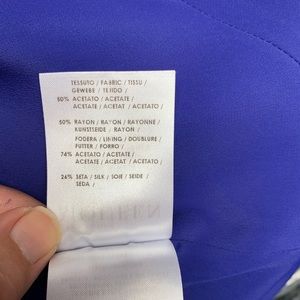 TESSUTO / FABRIC / TISSU /
GEWEBE / TEJIDO /
50% ACETATO / ACETATE /
ACETATE / ACETAT / ACETATO /
50% RAYON / RAYON / RAYONNE /
KUNSTSEIDE / RAYON /
FODERA / LINING / DOUBLURE /
FUTTER / FORRO /
74% ACETATO / ACETATE /
ACETATE / ACETAT / ACETATO /
26% SETA / SILK / SOIE / SEIDE /
SEDA /